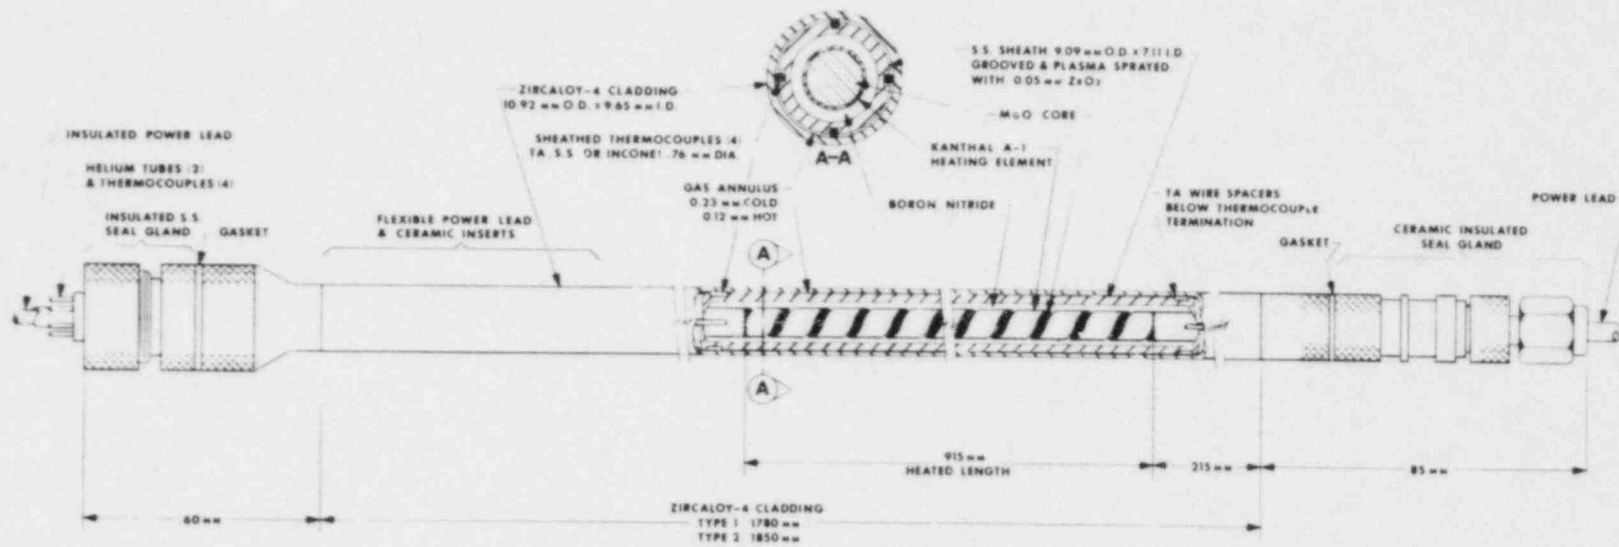 S.S. SHEATH 9.09 mm O.D. x 7.11 I.D.
GROOVED & PLASMA SPRAYED
WITH 0.05 mm ZrO2
ZIRCALOY-4 CLADDING
10.92 mm O.D. x 9.65 mm I.D.
MgO CORE
INSULATED POWER LEAD
SHEATHED THERMOCOUPLES (4)
TA, S.S. OR INCONEL .76 mm DIA.
KANTHAL A-1
HEATING ELEMENT
A-A
HELIUM TUBES (2)
& THERMOCOUPLES (4)
GAS ANNULUS
0.23 mm COLD
0.12 mm HOT
BORON NITRIDE
TA WIRE SPACERS
BELOW THERMOCOUPLE
TERMINATION
POWER LEAD
INSULATED S.S.
SEAL GLAND
GASKET
FLEXIBLE POWER LEAD
& CERAMIC INSERTS
GASKET
CERAMIC INSULATED
SEAL GLAND
A
A
915 mm
HEATED LENGTH
215 mm
85 mm
60 mm
ZIRCALOY-4 CLADDING
TYPE 1 1780 mm
TYPE 2 1850 mm